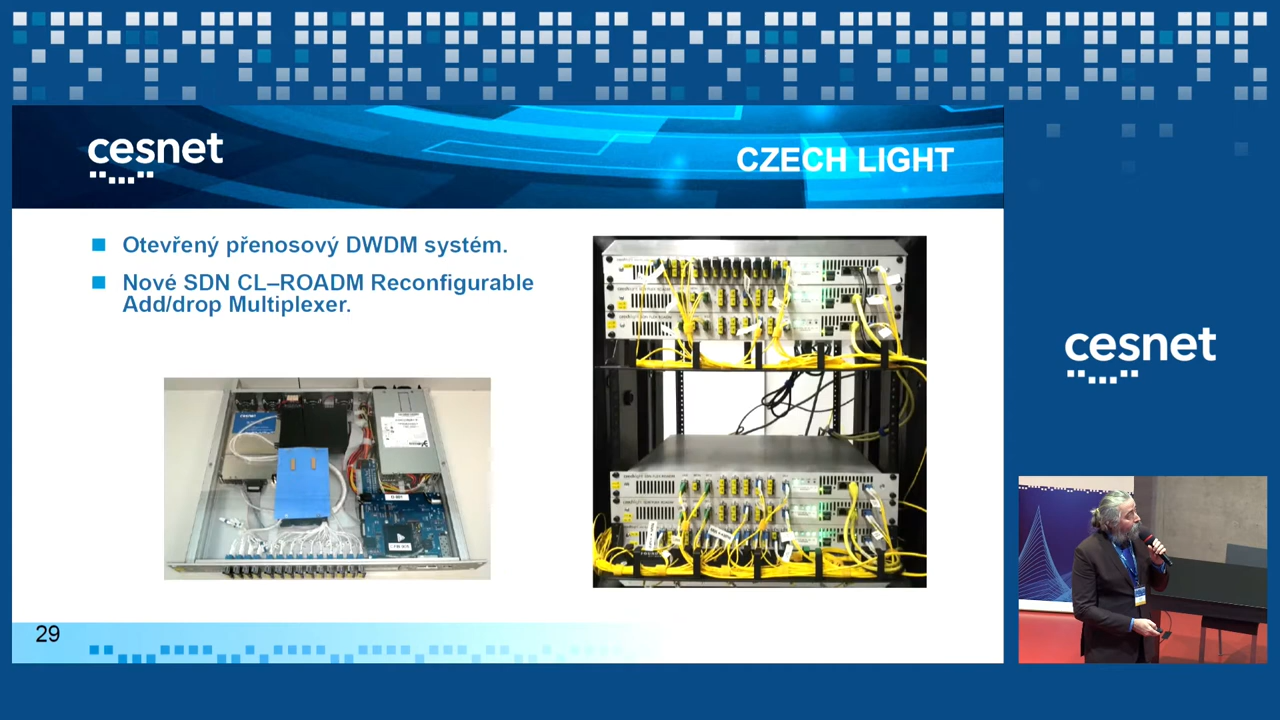 cesnet
CZECH LIGHT
Otevřený přenosový DWDM systém.
Nové SDN CL–ROADM Reconfigurable
Add/drop Multiplexer.
cesnet
29